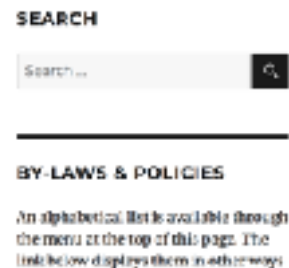 SEARCH
Search ...
BY-LAWS & POLICIES
An alphabetical list is available through
the menu at the top of this page. The
link below displays them in other ways